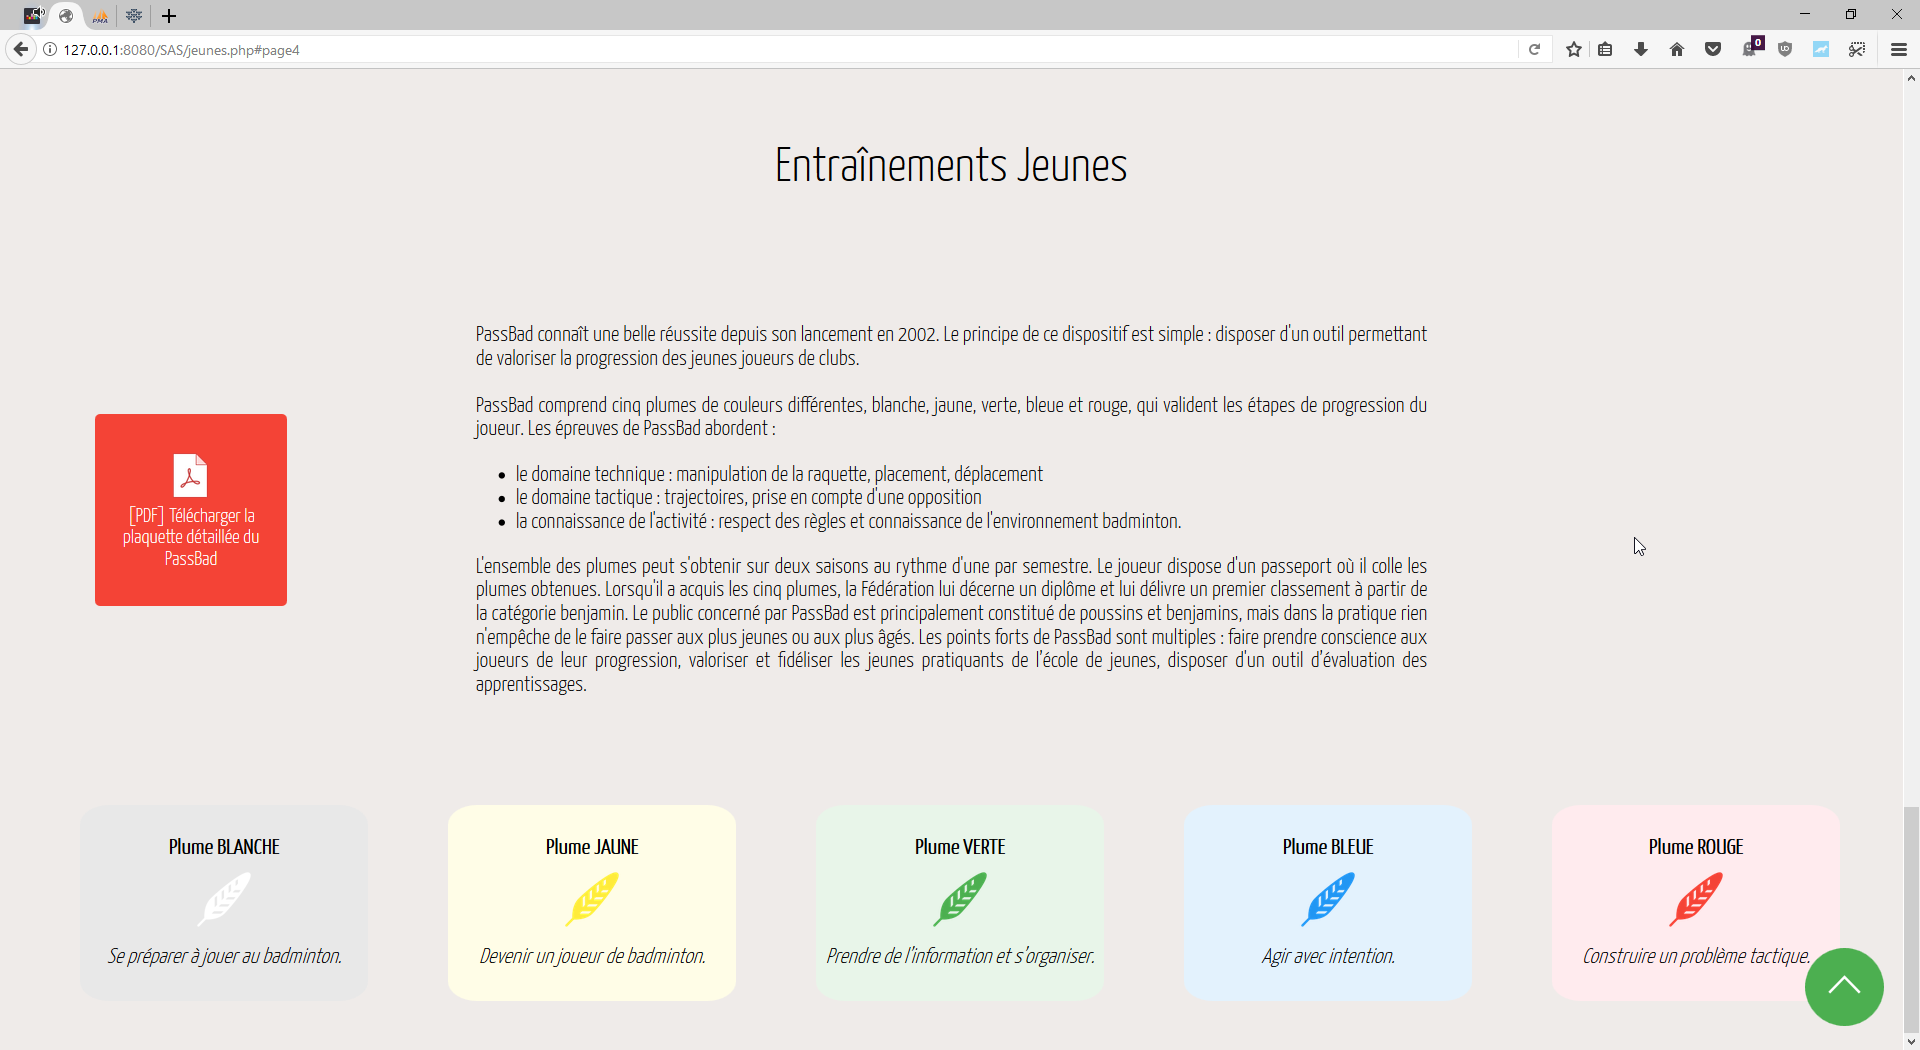 PMA
127.0.0.1:8080/SAS/jeunes.php#page4
0
Entraînements Jeunes
PassBad connaît une belle réussite depuis son lancement en 2002. Le principe de ce dispositif est simple : disposer d'un outil permettant
de valoriser la progression des jeunes joueurs de clubs.
PassBad comprend cinq plumes de couleurs différentes, blanche, jaune, verte, bleue et rouge, qui valident les étapes de progression du
joueur. Les épreuves de PassBad abordent :
• le domaine technique : manipulation de la raquette, placement, déplacement
• le domaine tactique : trajectoires, prise en compte d'une opposition
• la connaissance de l'activité : respect des règles et connaissance de l'environnement badminton.
[PDF] Télécharger la
plaquette détaillée du
PassBad
L'ensemble des plumes peut s'obtenir sur deux saisons au rythme d'une par semestre. Le joueur dispose d'un passeport où il colle les
plumes obtenues. Lorsqu'il a acquis les cinq plumes, la Fédération lui décerne un diplôme et lui délivre un premier classement à partir de
la catégorie benjamin. Le public concerné par PassBad est principalement constitué de poussins et benjamins, mais dans la pratique rien
n'empêche de le faire passer aux plus jeunes ou aux plus âgés. Les points forts de PassBad sont multiples : faire prendre conscience aux
joueurs de leur progression, valoriser et fidéliser les jeunes pratiquants de l’école de jeunes, disposer d'un outil d’évaluation des
apprentissages.
Plume BLANCHE
Se préparer à jouer au badminton.
Plume JAUNE
Devenir un joueur de badminton.
Plume VERTE
Prendre de l’information et s’organiser.
Plume BLEUE
Agir avec intention.
Plume ROUGE
Construire un problème tactique.